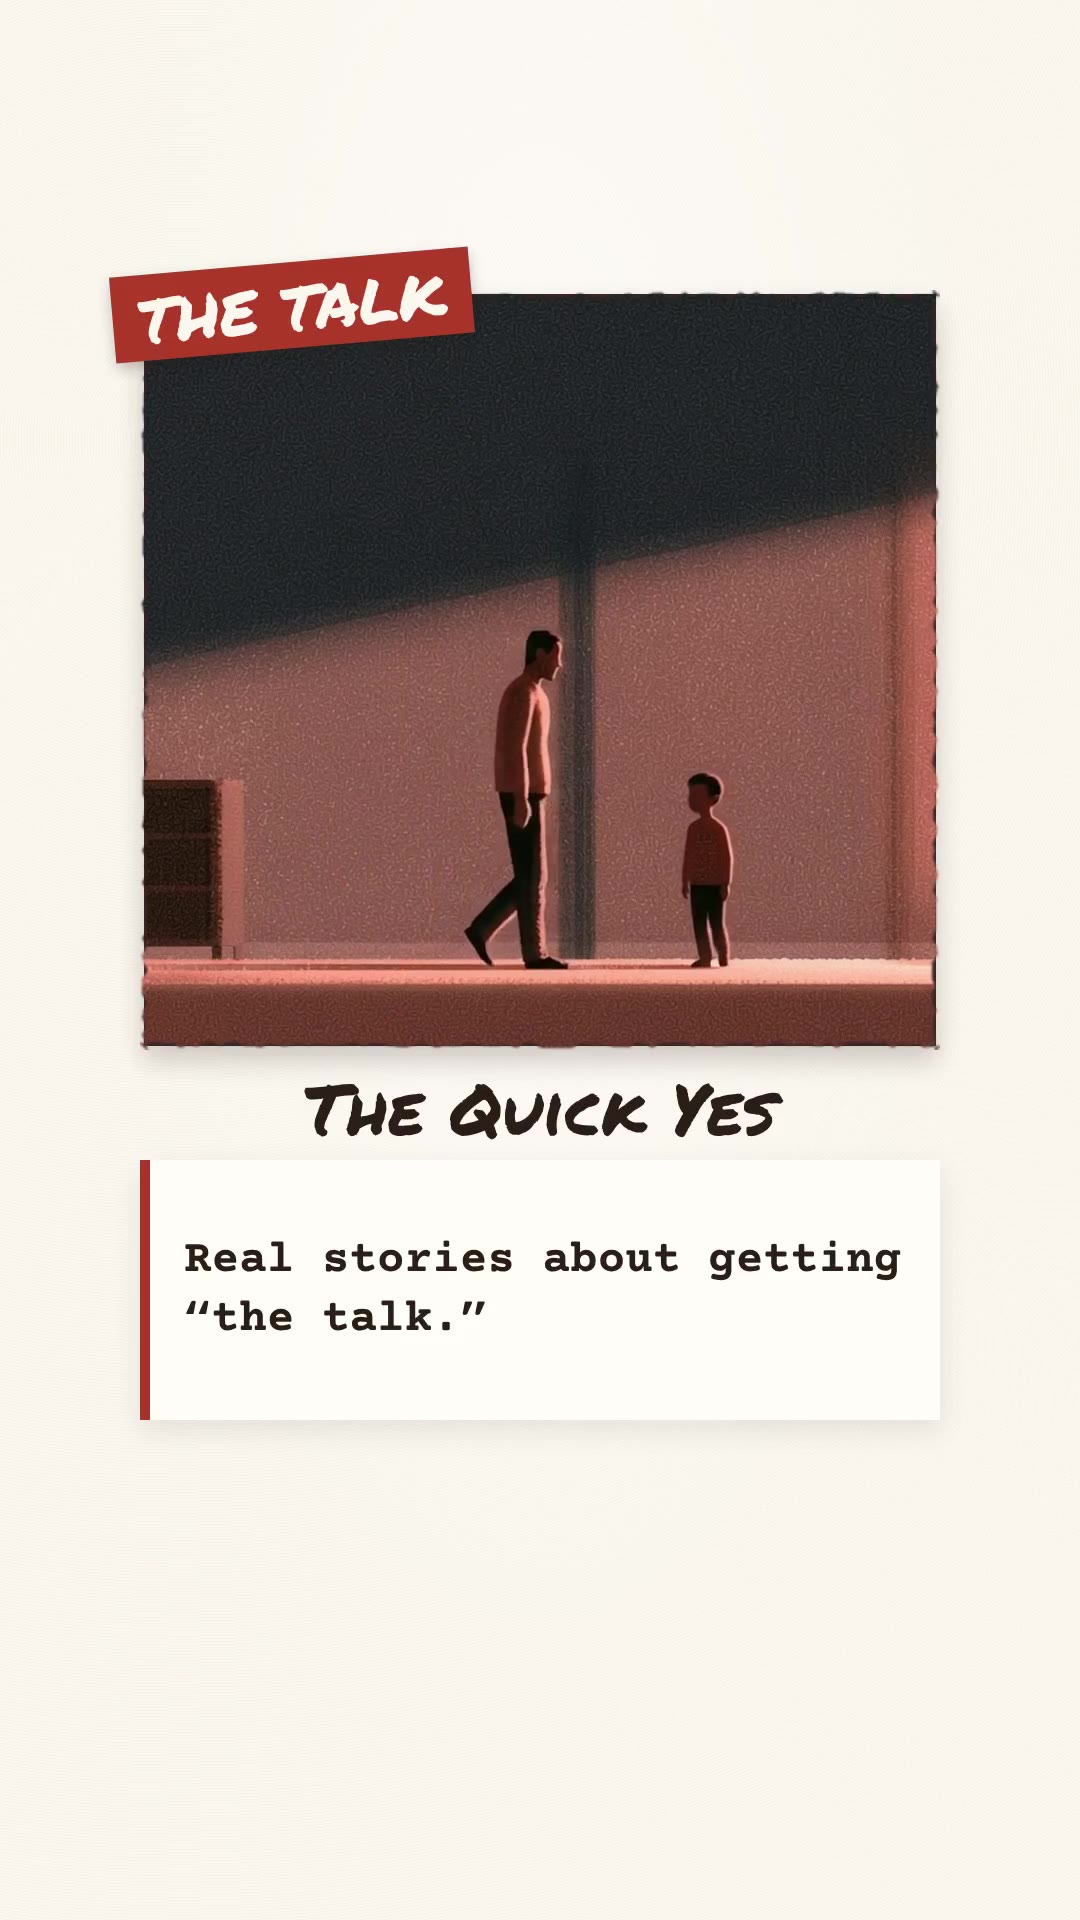 THE TALK
The Quick Yes
Real stories about getting
“the talk.”